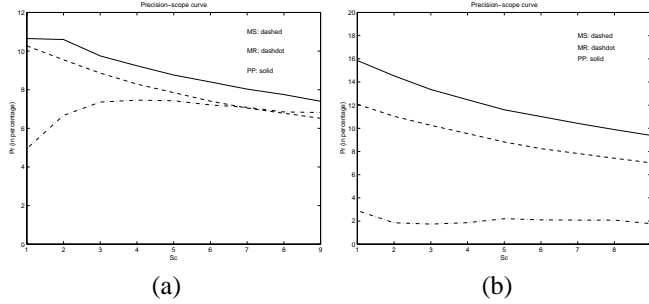 Precision-scope curve
MS: dashed
MR: dashdot
PP: solid
Pr (in percentage)
12
10
8
6
4
2
0
1 2 3 4 5 6 7 8 9
Sc
(a)
Precision-scope curve
MS: dashed
MR: dashdot
PP: solid
Pr (in percentage)
20
18
16
14
12
10
8
6
4
2
0
1 2 3 4 5 6 7 8
Sc
(b)